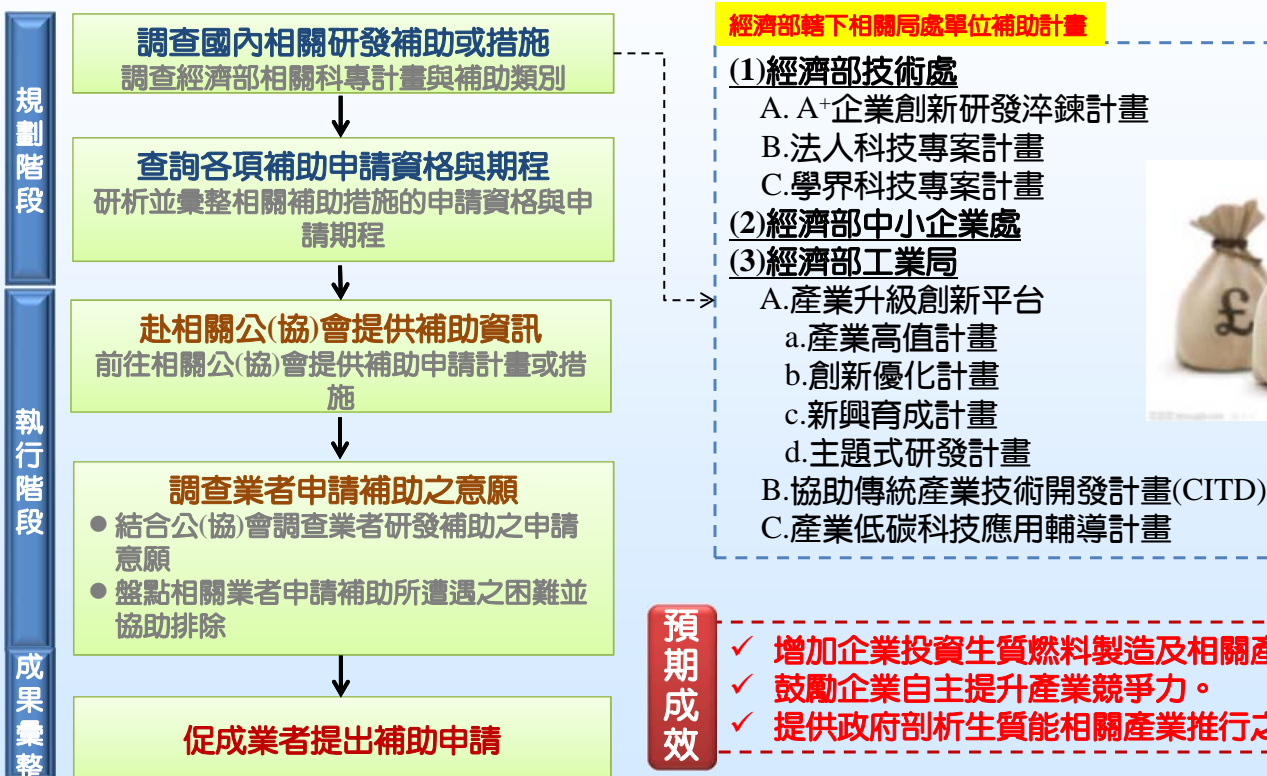 規劃階段
調查國內相關研發補助或措施
調查經濟部相關科專計畫與補助類別
查詢各項補助申請資格與期程
研析並彙整相關補助措施的申請資格與申
請期程
執行階段
赴相關公(協)會提供補助資訊
前往相關公(協)會提供補助申請計畫或措
施
調查業者申請補助之意願
● 結合公(協)會調查業者研發補助之申請
意願
● 盤點相關業者申請補助所遭遇之困難並
協助排除
成果彙整
促成業者提出補助申請
經濟部轄下相關局處單位補助計畫
(1)經濟部技術處
A. A+企業創新研發淬鍊計畫
B.法人科技專案計畫
C.學界科技專案計畫
(2)經濟部中小企業處
(3)經濟部工業局
A.產業升級創新平台
a.產業高值計畫
b.創新優化計畫
c.新興育成計畫
d.主題式研發計畫
B.協助傳統產業技術開發計畫(CITD)
C.產業低碳科技應用輔導計畫
£
預期成效
✓ 增加企業投資生質燃料製造及相關產
✓ 鼓勵企業自主提升產業競爭力。
✓ 提供政府剖析生質能相關產業推行之